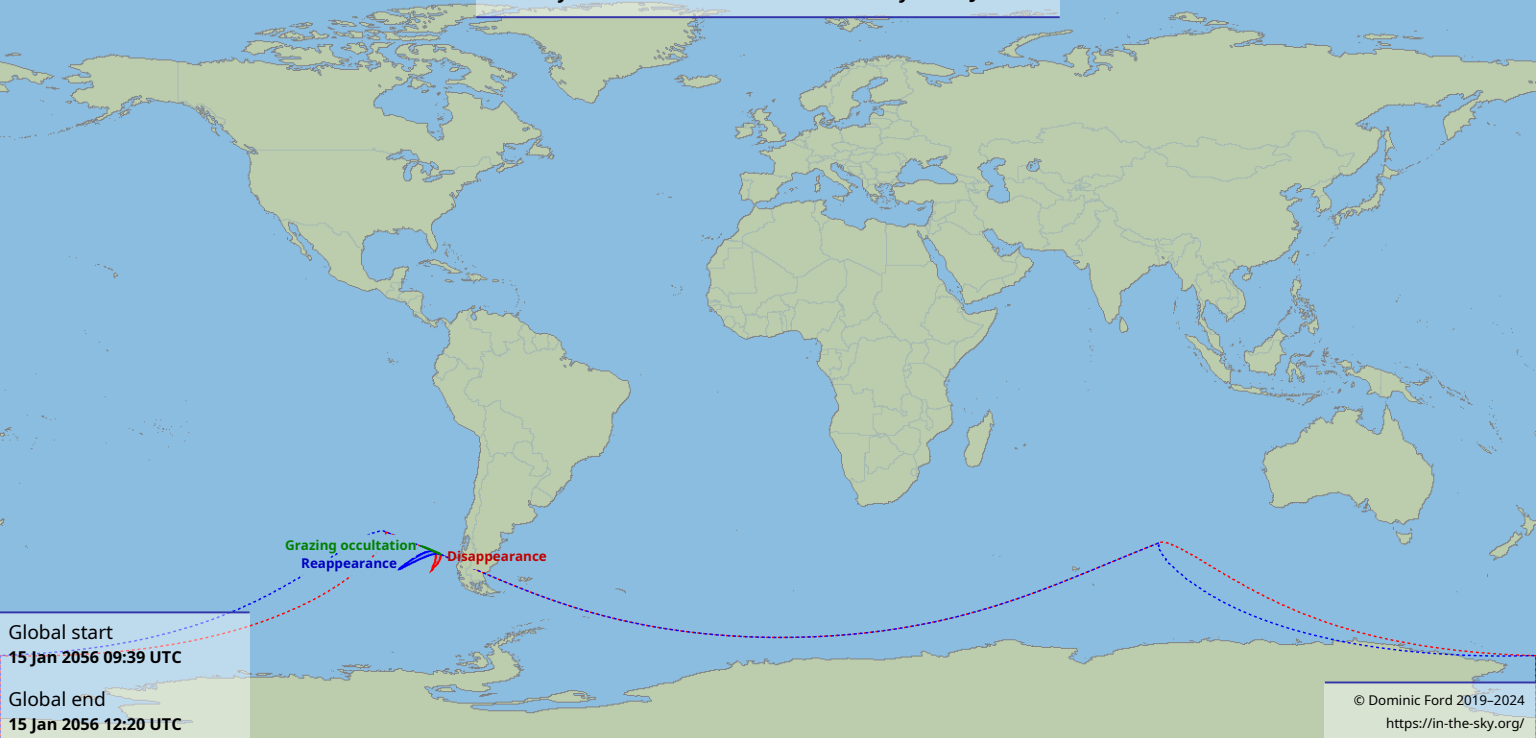 Grazing occultation
Reappearance
Disappearance
Global start
15 Jan 2056 09:39 UTC
Global end
15 Jan 2056 12:20 UTC
© Dominic Ford 2019–2024
https://in-the-sky.org/